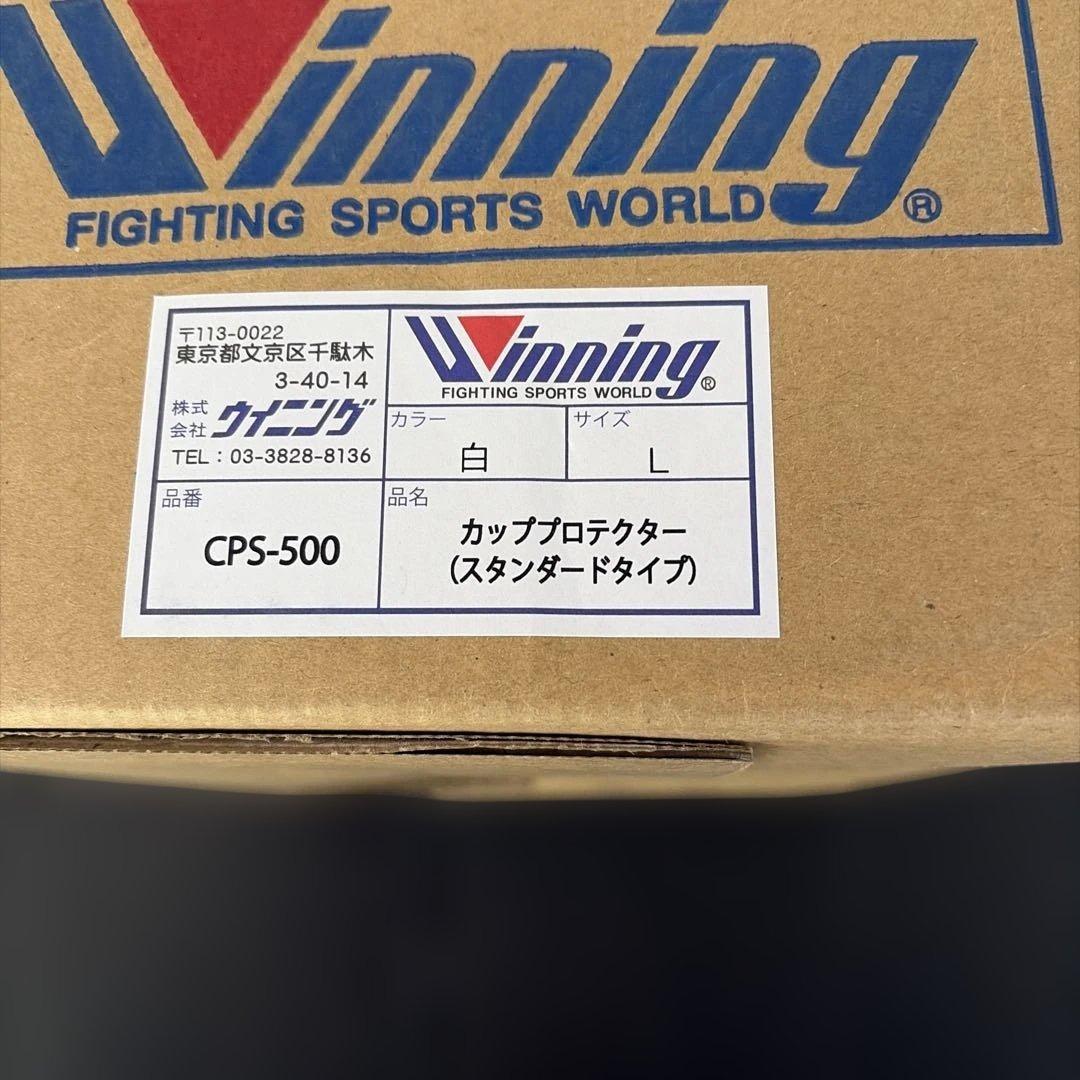 Winning®
FIGHTING SPORTS WORLD
〒113-0022
東京都文京区千駄木
3-40-14
株式会社 ウイニング
TEL：03-3828-8136
Winning®
FIGHTING SPORTS WORLD
カラー
白
サイズ
L
品番
CPS-500
品名
カッププロテクター
(スタンダードタイプ)